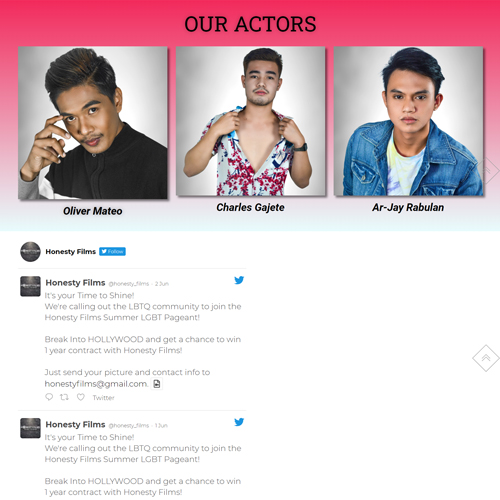 OUR ACTORS
Oliver Mateo
Charles Gajete
Ar-Jay Rabulan
Honesty Films Follow
Honesty Films @honesty_films · 2 Jun
It's your Time to Shine!
We're calling out the LBTQ community to join the
Honesty Films Summer LGBT Pageant!
Break Into HOLLYWOOD and get a chance to win
1 year contract with Honesty Films!
Just send your picture and contact info to
honestyfilms@gmail.com.
Twitter
Honesty Films @honesty_films · 1 Jun
It's your Time to Shine!
We're calling out the LBTQ community to join the
Honesty Films Summer LGBT Pageant!
Break Into HOLLYWOOD and get a chance to win
1 year contract with Honesty Films!